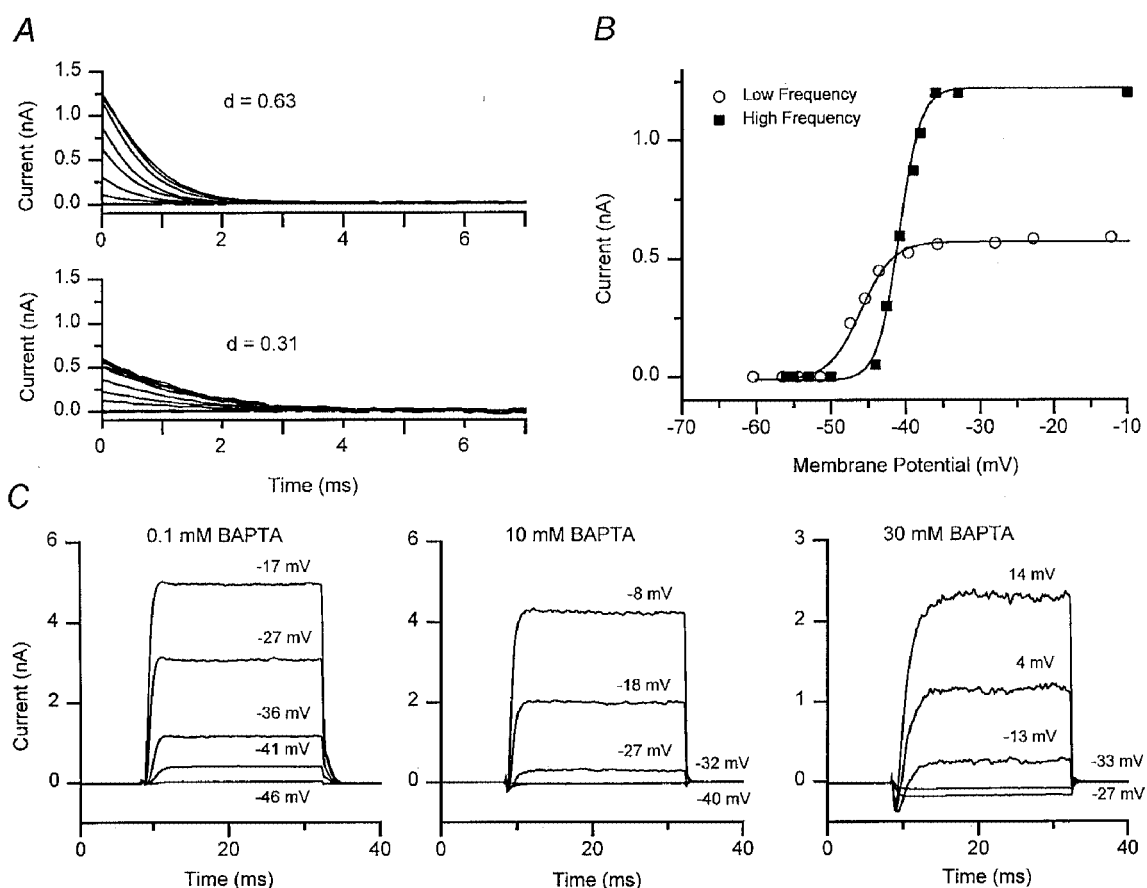 A
1.5
1.0
0.5
0.0
Current (nA)
d = 0.63
0 2 4 6
1.5
1.0
0.5
0.0
Current (nA)
d = 0.31
0 2 4 6
Time (ms)
B
Low Frequency
High Frequency
1.0
0.5
0.0
Current (nA)
-70 -60 -50 -40 -30 -20 -10
Membrane Potential (mV)
C
0.1 mM BAPTA
6
4
2
0
Current (nA)
-17 mV
-27 mV
-36 mV
-41 mV
-46 mV
0 20 40
Time (ms)
10 mM BAPTA
6
4
2
0
-8 mV
-18 mV
-27 mV
-32 mV
-40 mV
0 20 40
Time (ms)
30 mM BAPTA
3
2
1
0
14 mV
4 mV
-13 mV
-33 mV
-27 mV
0 20 40
Time (ms)